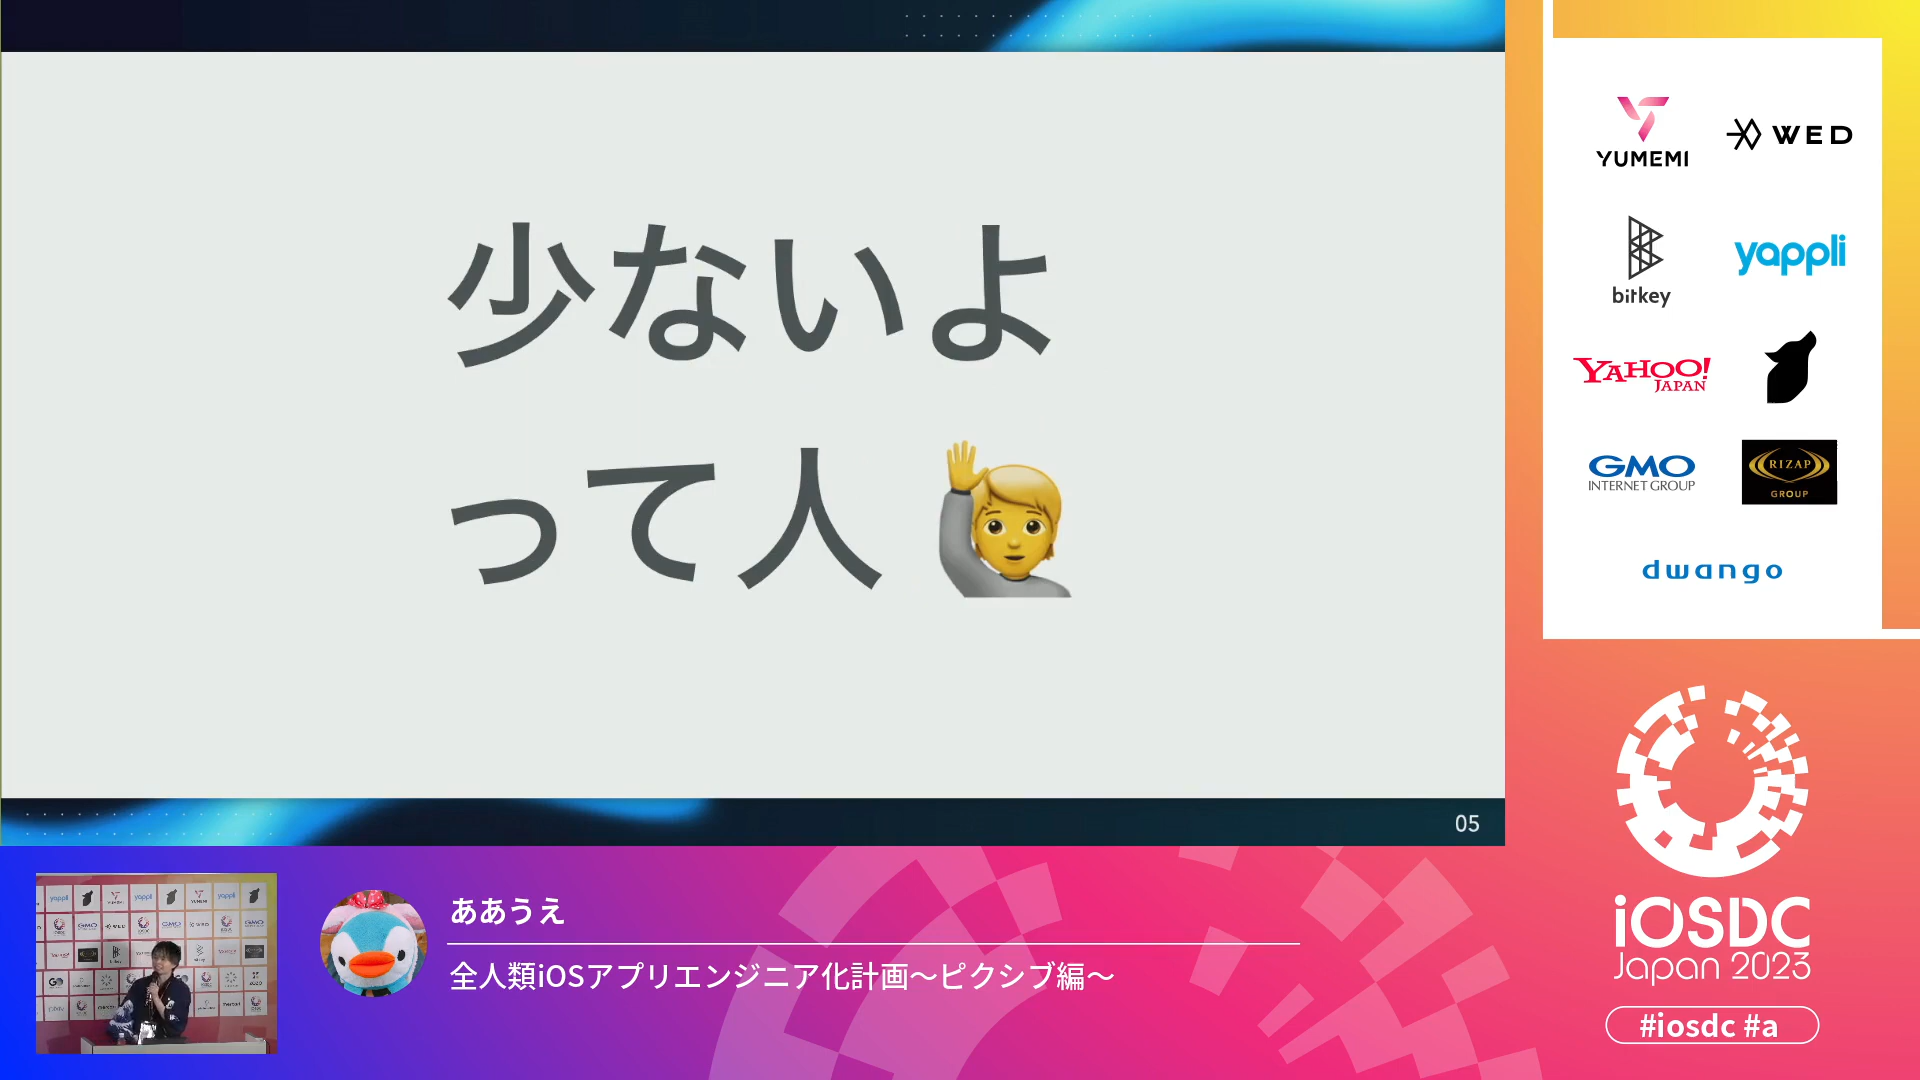 少ないよ
って人
05
ああうえ
全人類iOSアプリエンジニア化計画〜ピクシブ編〜
YUMEMI
WED
bitkey
yappli
YAHOO!
JAPAN
GMO
INTERNET GROUP
RIZAP
GROUP
dwango
iOSDC
Japan 2023
#iosdc #a